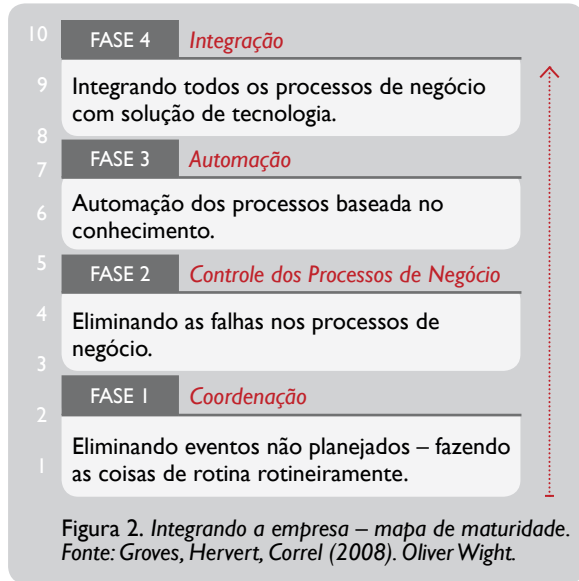 10
FASE 4 Integração
9
Integrando todos os processos de negócio
com solução de tecnologia.
8
7
FASE 3 Automação
6
Automação dos processos baseada no
conhecimento.
5
FASE 2 Controle dos Processos de Negócio
4
Eliminando as falhas nos processos de
negócio.
3
FASE 1 Coordenação
2
Eliminando eventos não planejados – fazendo
as coisas de rotina rotineiramente.
1
Figura 2. Integrando a empresa – mapa de maturidade.
Fonte: Groves, Hervert, Correl (2008). Oliver Wight.